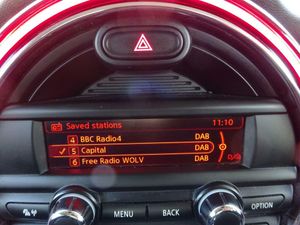 Saved stations 11:10
4 BBC Radio4 DAB
5 Capital DAB
6 Free Radio WOLV DAB
MENU BACK OPTION